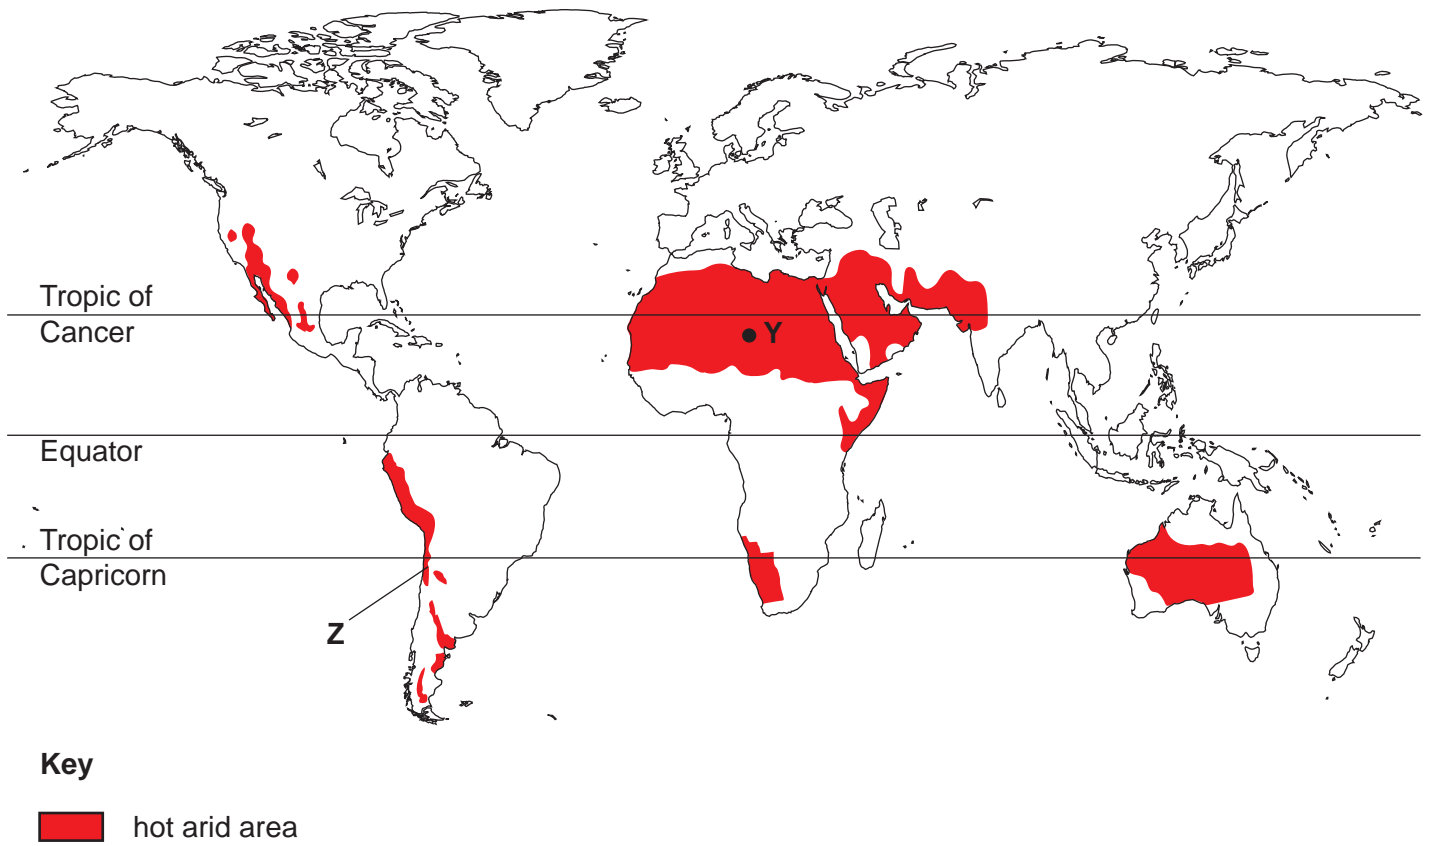 Tropic of
Cancer
Y
Equator
Tropic of
Capricorn
Z
Key
hot arid area